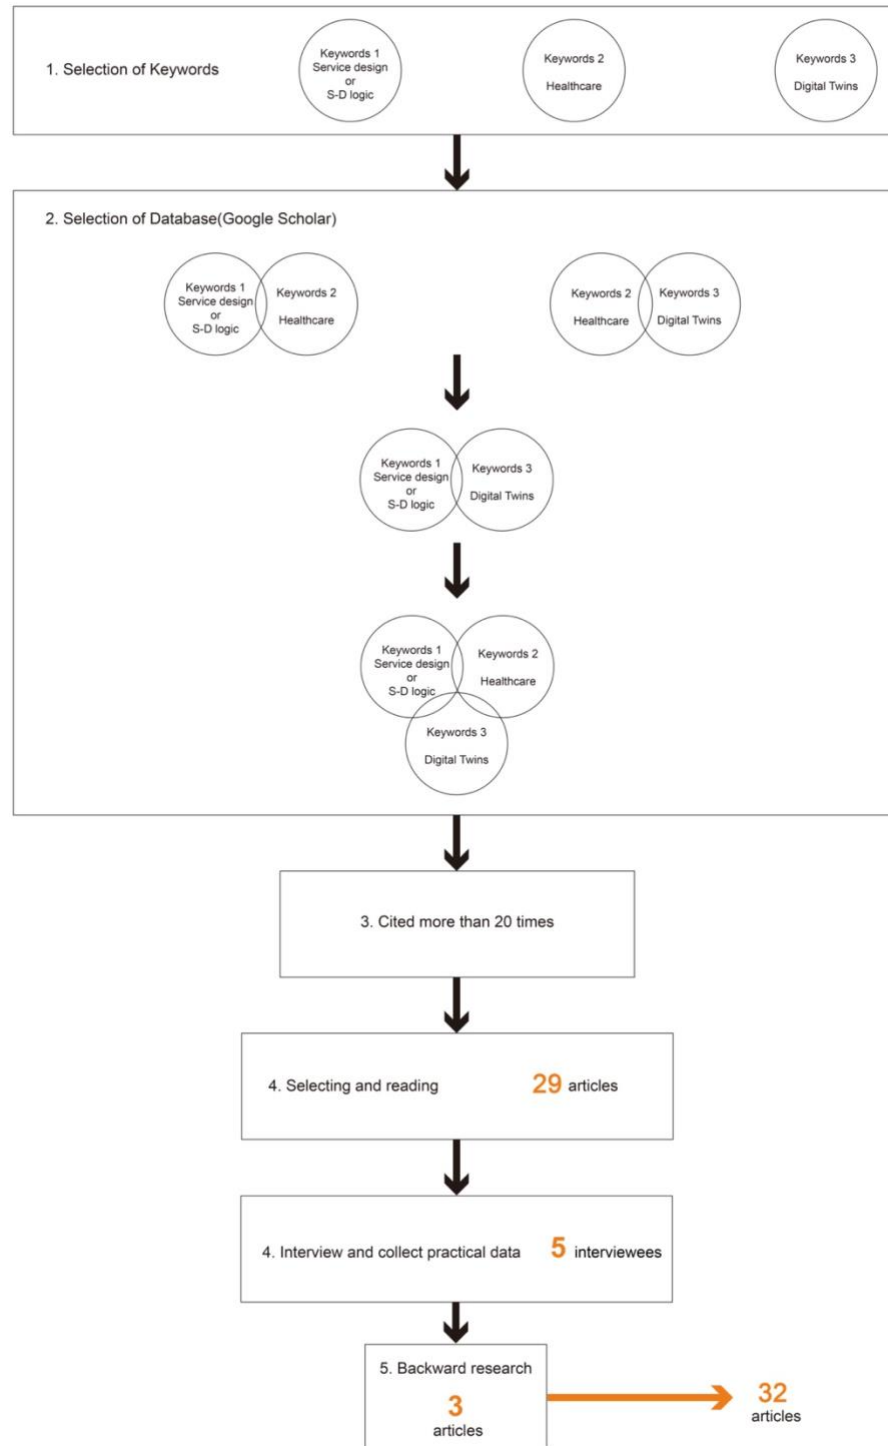 1. Selection of Keywords
Keywords 1
Service design
or
S-D logic
Keywords 2
Healthcare
Keywords 3
Digital Twins
2. Selection of Database(Google Scholar)
Keywords 1
Service design
or
S-D logic
Keywords 2
Healthcare
Keywords 2
Healthcare
Keywords 3
Digital Twins
Keywords 1
Service design
or
S-D logic
Keywords 3
Digital Twins
Keywords 1
Service design
or
S-D logic
Keywords 2
Healthcare
Keywords 3
Digital Twins
3. Cited more than 20 times
4. Selecting and reading 29 articles
4. Interview and collect practical data 5 interviewees
5. Backward research
3
articles
32
articles